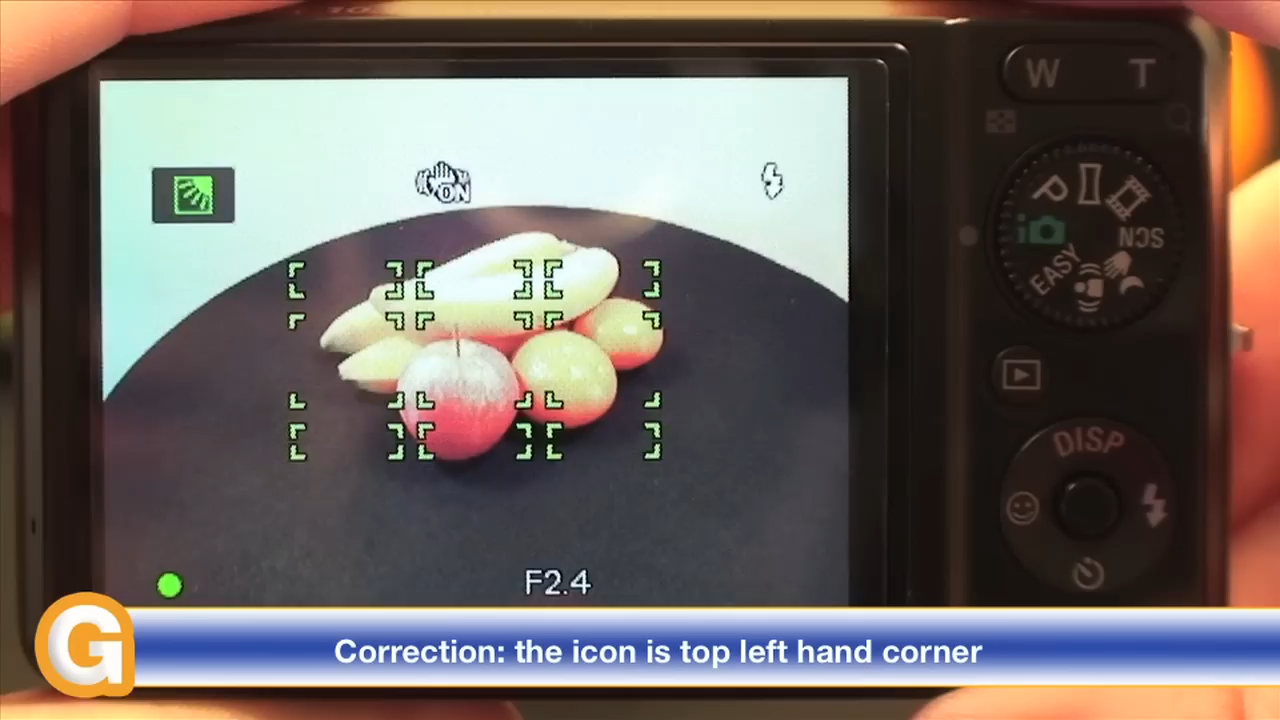 W T
ON
P
SCN
i
EASY
DISP
F2.4
G
Correction: the icon is top left hand corner